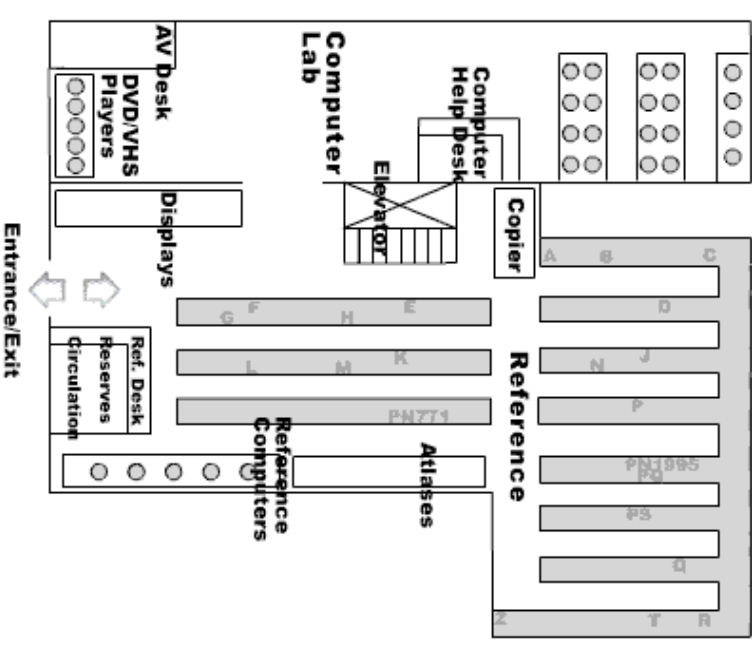 AV Desk
DVD/VHS
Players
Computer
Lab
Computer
Help Desk
Elevator
Copier
Displays
Entrance/Exit
Ref. Desk
Reserves
Circulation
Reference
Reference
Computers
Atlases
A
B
C
D
G
F
H
E
L
M
K
N
J
P
PN771
PN1995
PQ
PS
Q
Z
T
R